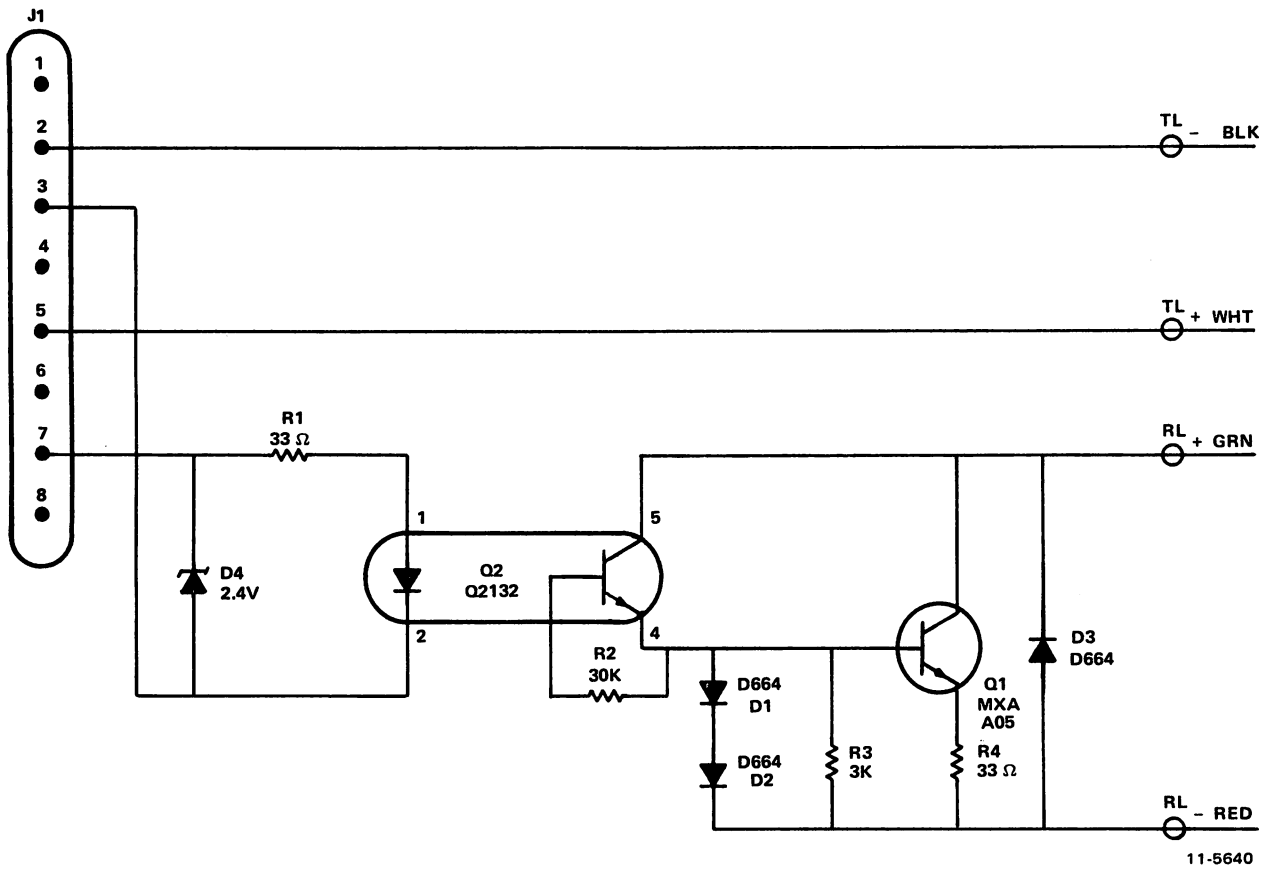 J1
1
2
3
4
5
6
7
8
TL
− BLK
TL
+ WHT
RL
+ GRN
R1
33 Ω
D4
2.4V
1
2
Q2
Q2132
5
4
R2
30K
D664
D1
D664
D2
R3
3K
Q1
MXA
A05
R4
33 Ω
D3
D664
RL
− RED
11-5640